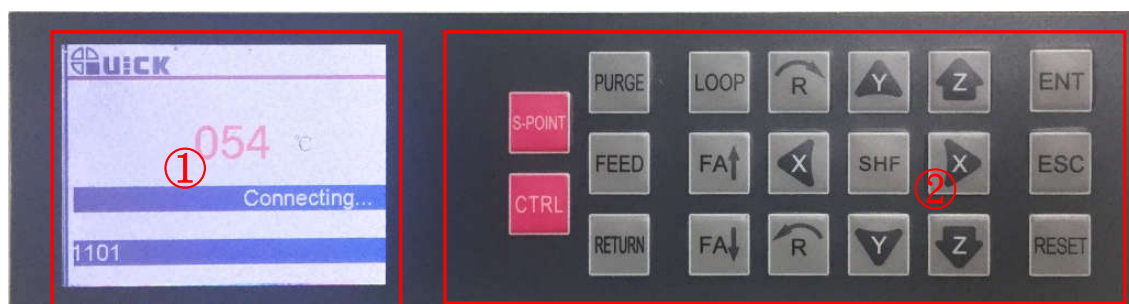 QUICK
054 ℃
Connecting...
1101
①
S-POINT
CTRL
PURGE LOOP R Y Z ENT
FEED FA↑ X SHF X ESC
RETURN FA↓ R Y Z RESET
②